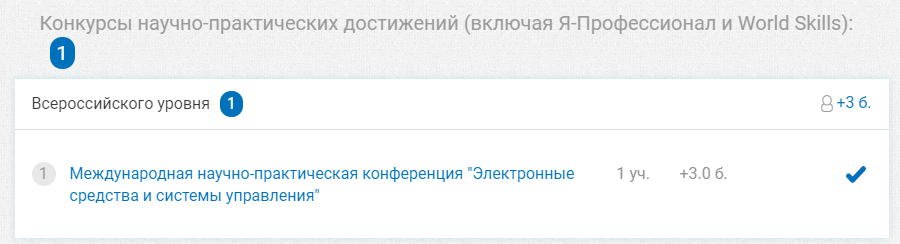 Конкурсы научно-практических достижений (включая Я-Профессионал и World Skills):
1
Всероссийского уровня 1 +3 б.
1 Международная научно-практическая конференция "Электронные 1 уч. +3.0 б.
средства и системы управления"